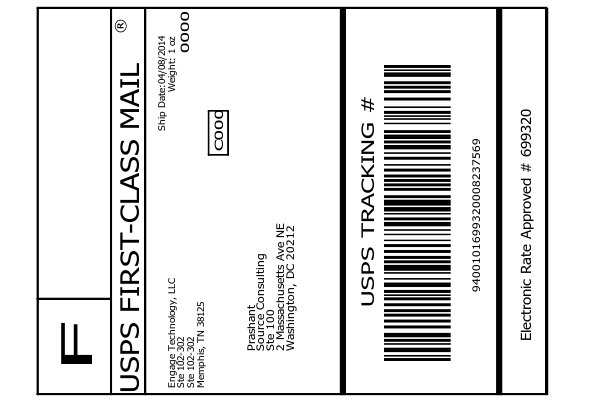 F
USPS FIRST-CLASS MAIL ®
Ship Date:04/08/2014
Weight: 1 oz
0000
Engage Technology, LLC
Ste 102-302
Ste 102-302
Memphis, TN 38125
C000
Prashant
Source Consulting
Ste 100
2 Massachusetts Ave NE
Washington, DC 20212
USPS TRACKING #
9400101699320008237569
Electronic Rate Approved # 699320